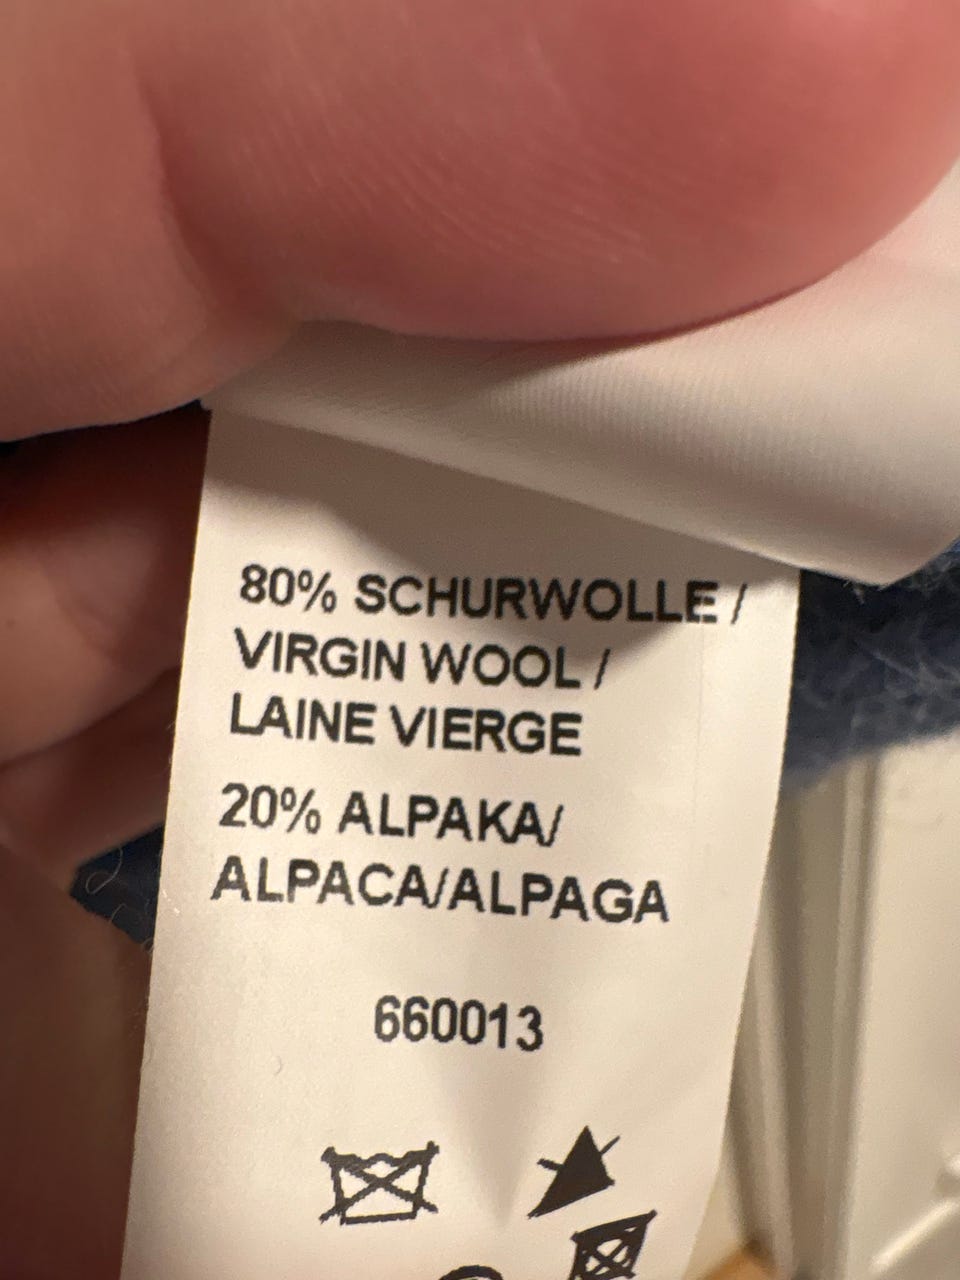 80% SCHURWOLLE /
VIRGIN WOOL /
LAINE VIERGE
20% ALPAKA/
ALPACA/ALPAGA
660013